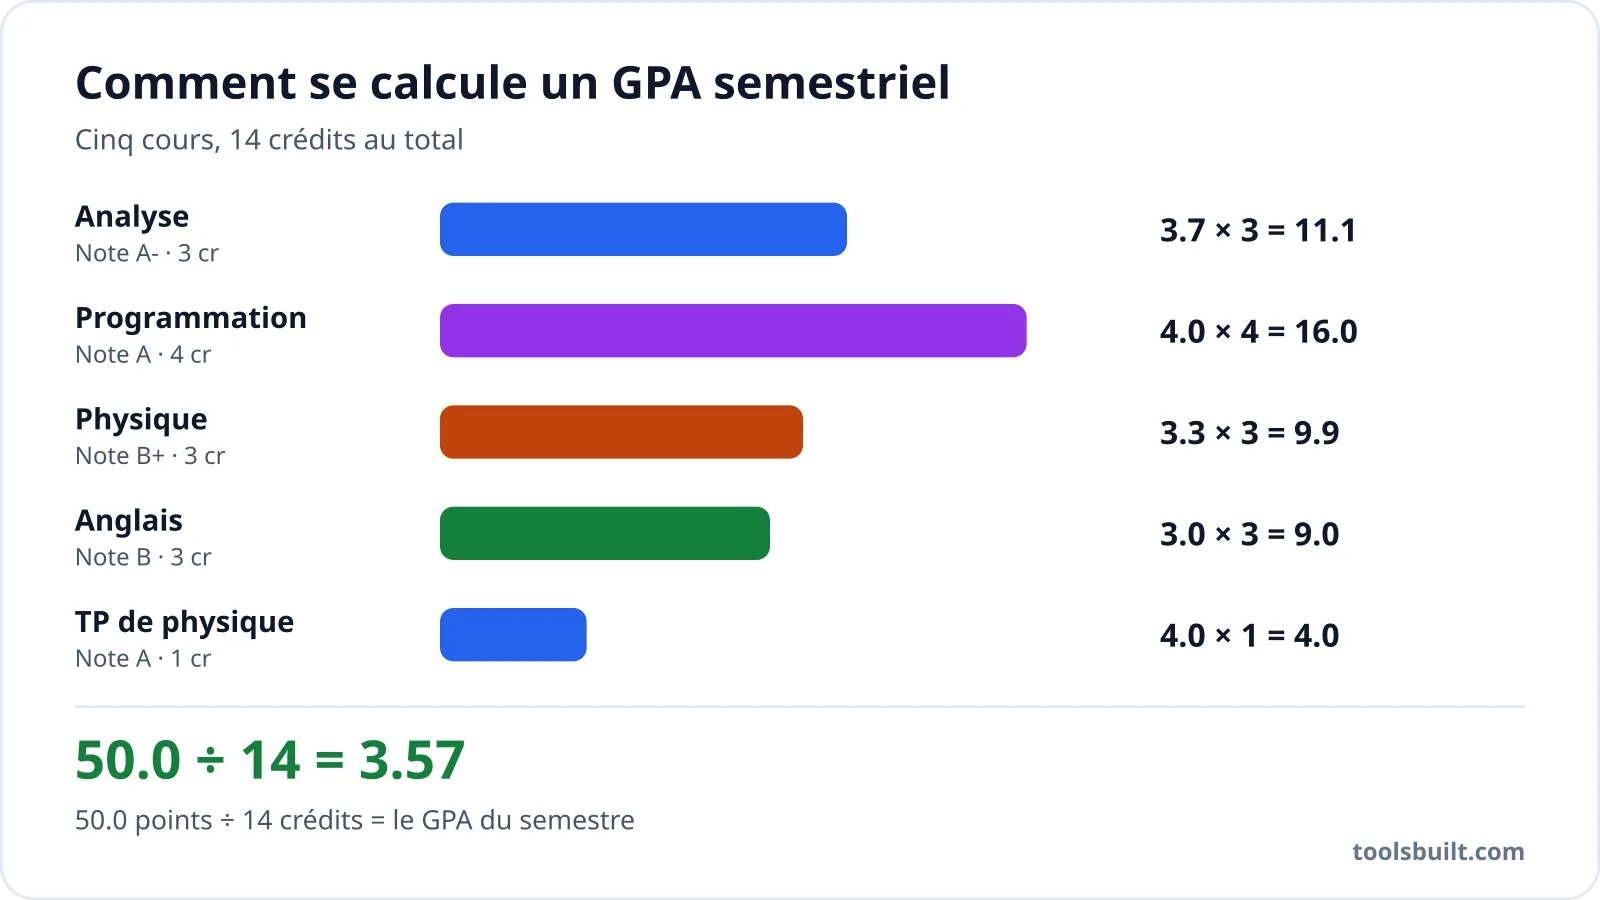 Comment se calcule un GPA semestriel
Cinq cours, 14 crédits au total
Analyse
Note A- · 3 cr
3.7 × 3 = 11.1
Programmation
Note A · 4 cr
4.0 × 4 = 16.0
Physique
Note B+ · 3 cr
3.3 × 3 = 9.9
Anglais
Note B · 3 cr
3.0 × 3 = 9.0
TP de physique
Note A · 1 cr
4.0 × 1 = 4.0
50.0 ÷ 14 = 3.57
50.0 points ÷ 14 crédits = le GPA du semestre
toolsbuilt.com